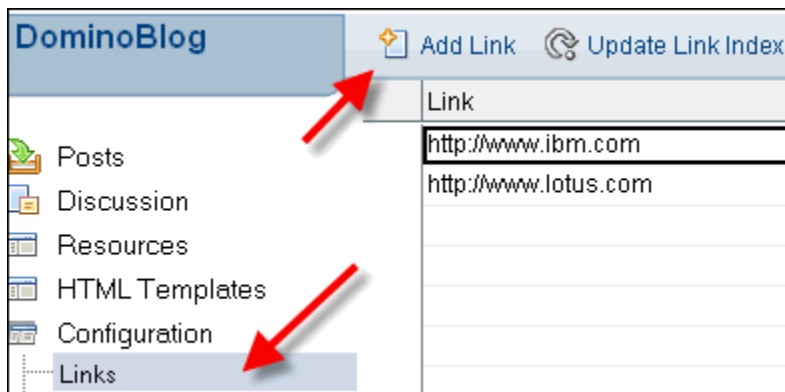 DominoBlog
Add Link Update Link Index
Link
http://www.ibm.com
http://www.lotus.com
Posts
Discussion
Resources
HTML Templates
Configuration
Links